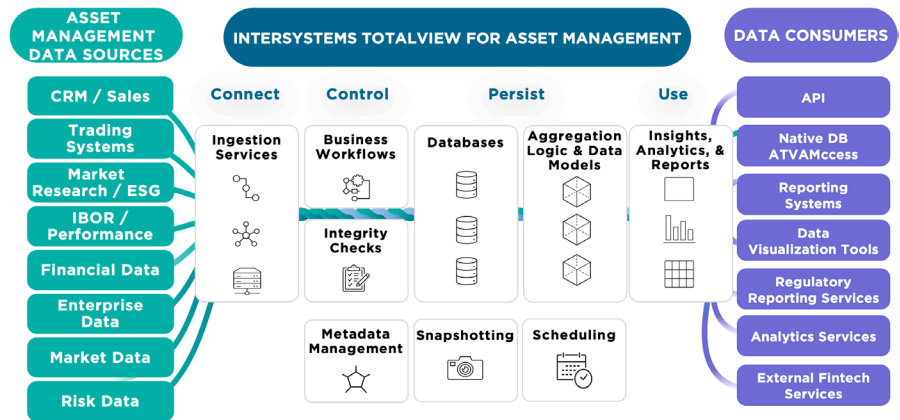 ASSET
MANAGEMENT
DATA SOURCES
INTERSYSTEMS TOTALVIEW FOR ASSET MANAGEMENT
DATA CONSUMERS
CRM / Sales
Trading
Systems
Market
Research / ESG
IBOR /
Performance
Financial Data
Enterprise
Data
Market Data
Risk Data
Connect
Control
Persist
Use
Ingestion
Services
Business
Workflows
Integrity
Checks
Databases
Aggregation
Logic & Data
Models
Insights,
Analytics, &
Reports
Metadata
Management
Snapshotting
Scheduling
API
Native DB
ATVAMccess
Reporting
Systems
Data
Visualization Tools
Regulatory
Reporting Services
Analytics Services
External Fintech
Services